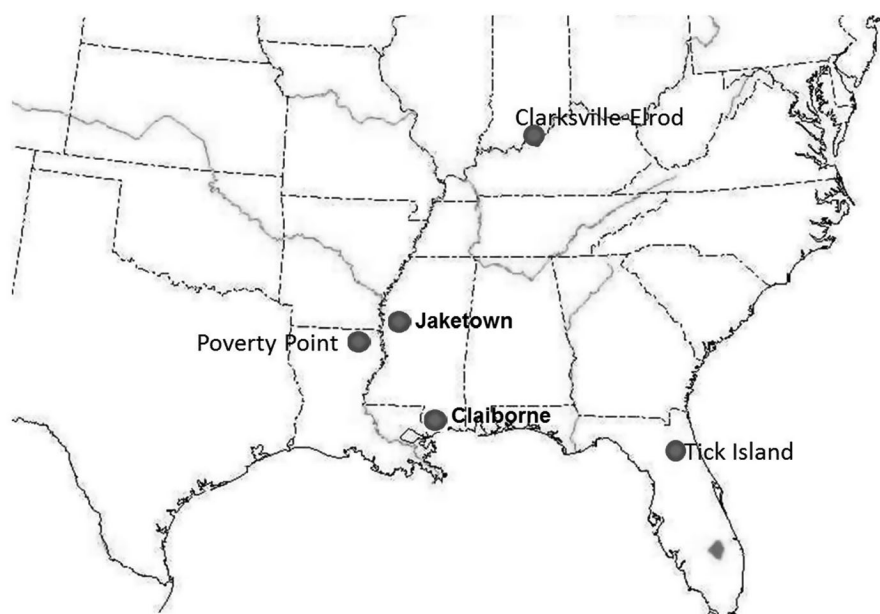 Clarksville-Elrod
Jaketown
Poverty Point
Claiborne
Tick Island